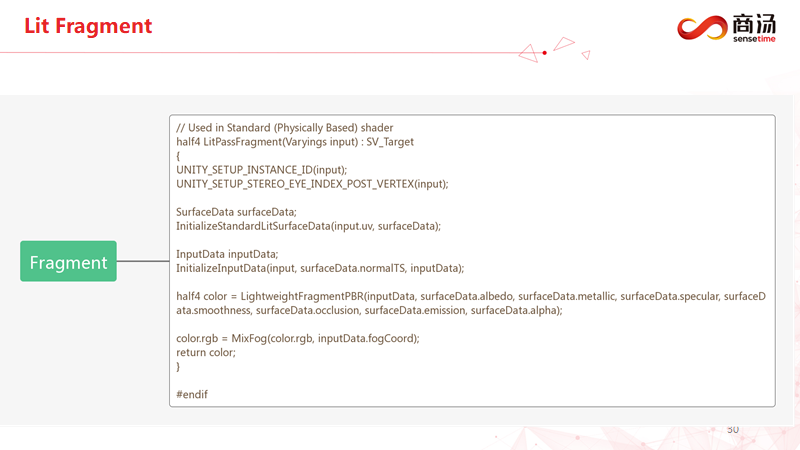 Lit Fragment
商汤
sensetime
Fragment
// Used in Standard (Physically Based) shader
half4 LitPassFragment(Varyings input) : SV_Target
{
UNITY_SETUP_INSTANCE_ID(input);
UNITY_SETUP_STEREO_EYE_INDEX_POST_VERTEX(input);
SurfaceData surfaceData;
InitializeStandardLitSurfaceData(input.uv, surfaceData);
InputData inputData;
InitializeInputData(input, surfaceData.normalTS, inputData);
half4 color = LightweightFragmentPBR(inputData, surfaceData.albedo, surfaceData.metallic, surfaceData.specular, surfaceD
ata.smoothness, surfaceData.occlusion, surfaceData.emission, surfaceData.alpha);
color.rgb = MixFog(color.rgb, inputData.fogCoord);
return color;
}
#endif
30